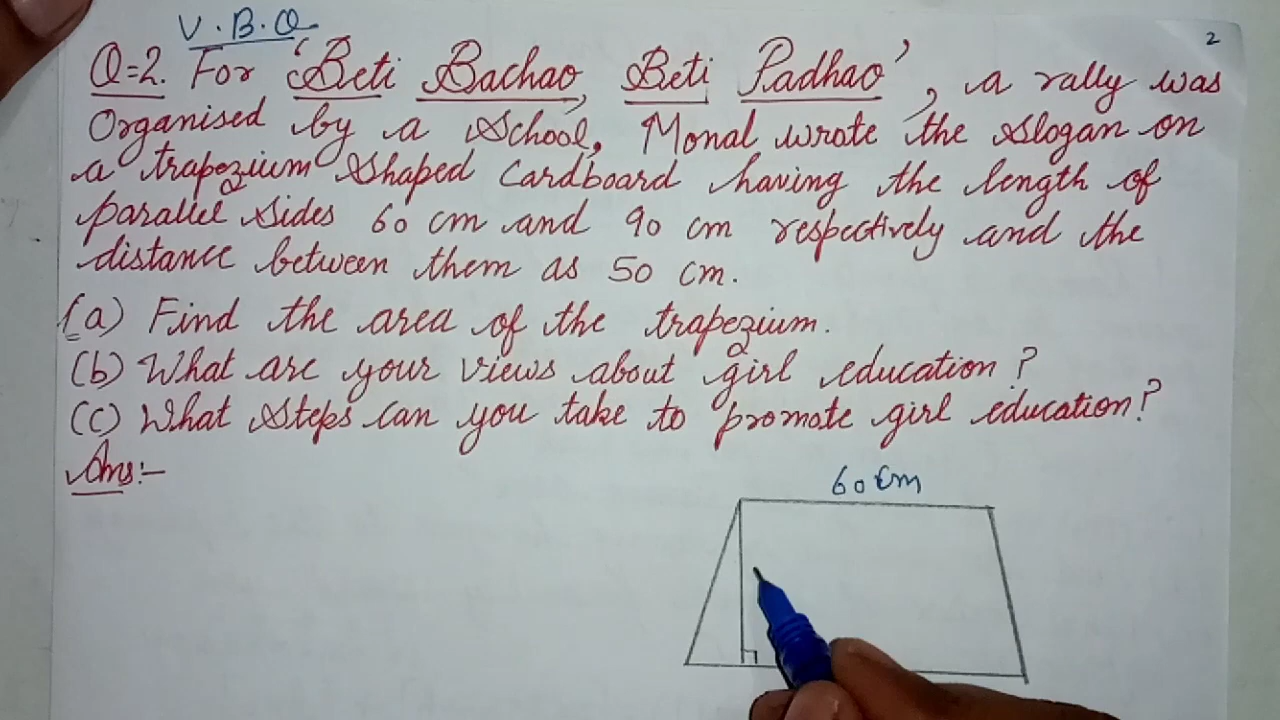 V.B.Q
2
Q=2. For 'Beti Bachao, Beti Padhao', a rally was
Organised by a School, Monal wrote the slogan on
a trapezium shaped cardboard having the length of
parallel sides 60 cm and 90 cm respectively and the
distance between them as 50 cm.
(a) Find the area of the trapezium.
(b) What are your views about girl education?
(c) What steps can you take to promote girl education?
Ans:-
60 cm